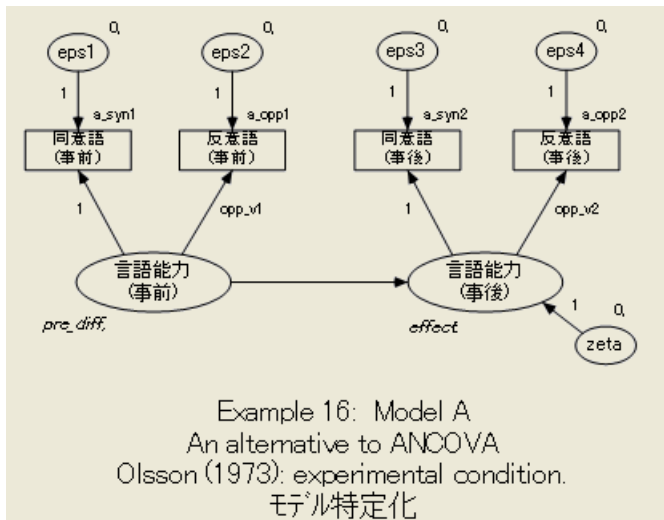 0,
0,
0,
0,
eps1
eps2
eps3
eps4
1
1
1
1
a_syn1
a_opp1
a_syn2
a_opp2
同意語
(事前)
反意語
(事前)
同意語
(事後)
反意語
(事後)
1
opp_v1
1
opp_v2
言語能力
(事前)
言語能力
(事後)
pre_diff,
effect
1
0,
zeta
Example 16: Model A
An alternative to ANCOVA
Olsson (1973): experimental condition.
モデル特定化